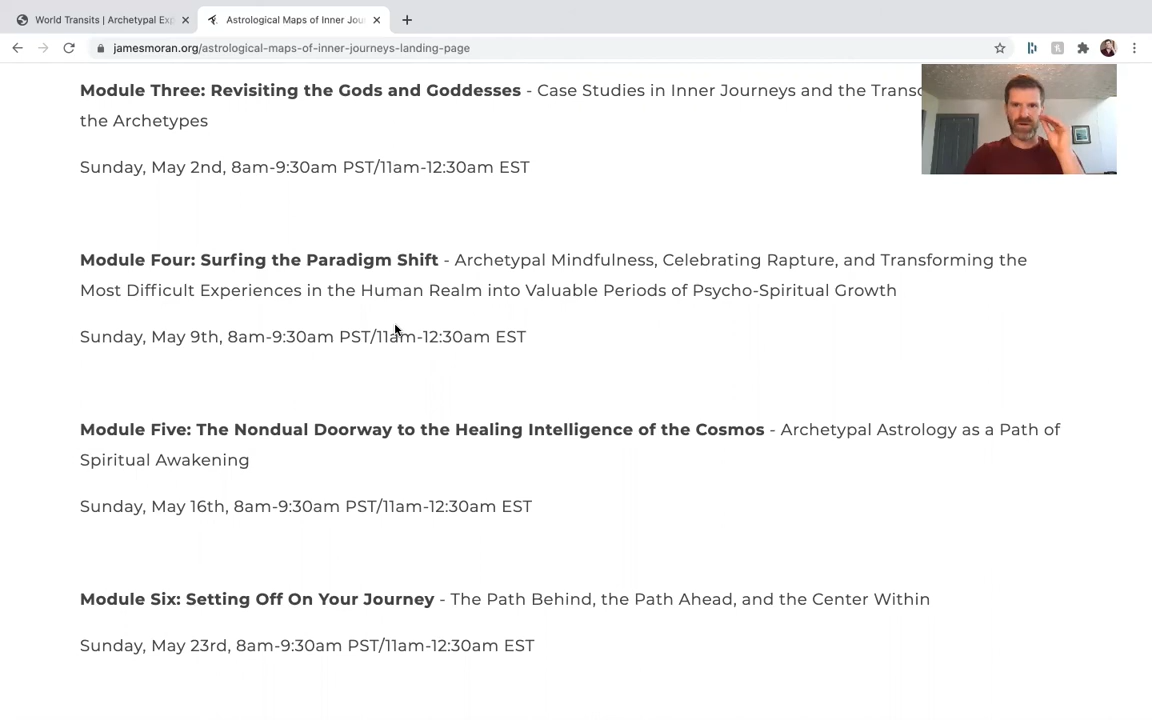 World Transits | Archetypal Exp
Astrological Maps of Inner Jou
jamesmoran.org/astrological-maps-of-inner-journeys-landing-page
Module Three: Revisiting the Gods and Goddesses - Case Studies in Inner Journeys and the Transc
the Archetypes
Sunday, May 2nd, 8am-9:30am PST/11am-12:30am EST
Module Four: Surfing the Paradigm Shift - Archetypal Mindfulness, Celebrating Rapture, and Transforming the
Most Difficult Experiences in the Human Realm into Valuable Periods of Psycho-Spiritual Growth
Sunday, May 9th, 8am-9:30am PST/11am-12:30am EST
Module Five: The Nondual Doorway to the Healing Intelligence of the Cosmos - Archetypal Astrology as a Path of
Spiritual Awakening
Sunday, May 16th, 8am-9:30am PST/11am-12:30am EST
Module Six: Setting Off On Your Journey - The Path Behind, the Path Ahead, and the Center Within
Sunday, May 23rd, 8am-9:30am PST/11am-12:30am EST